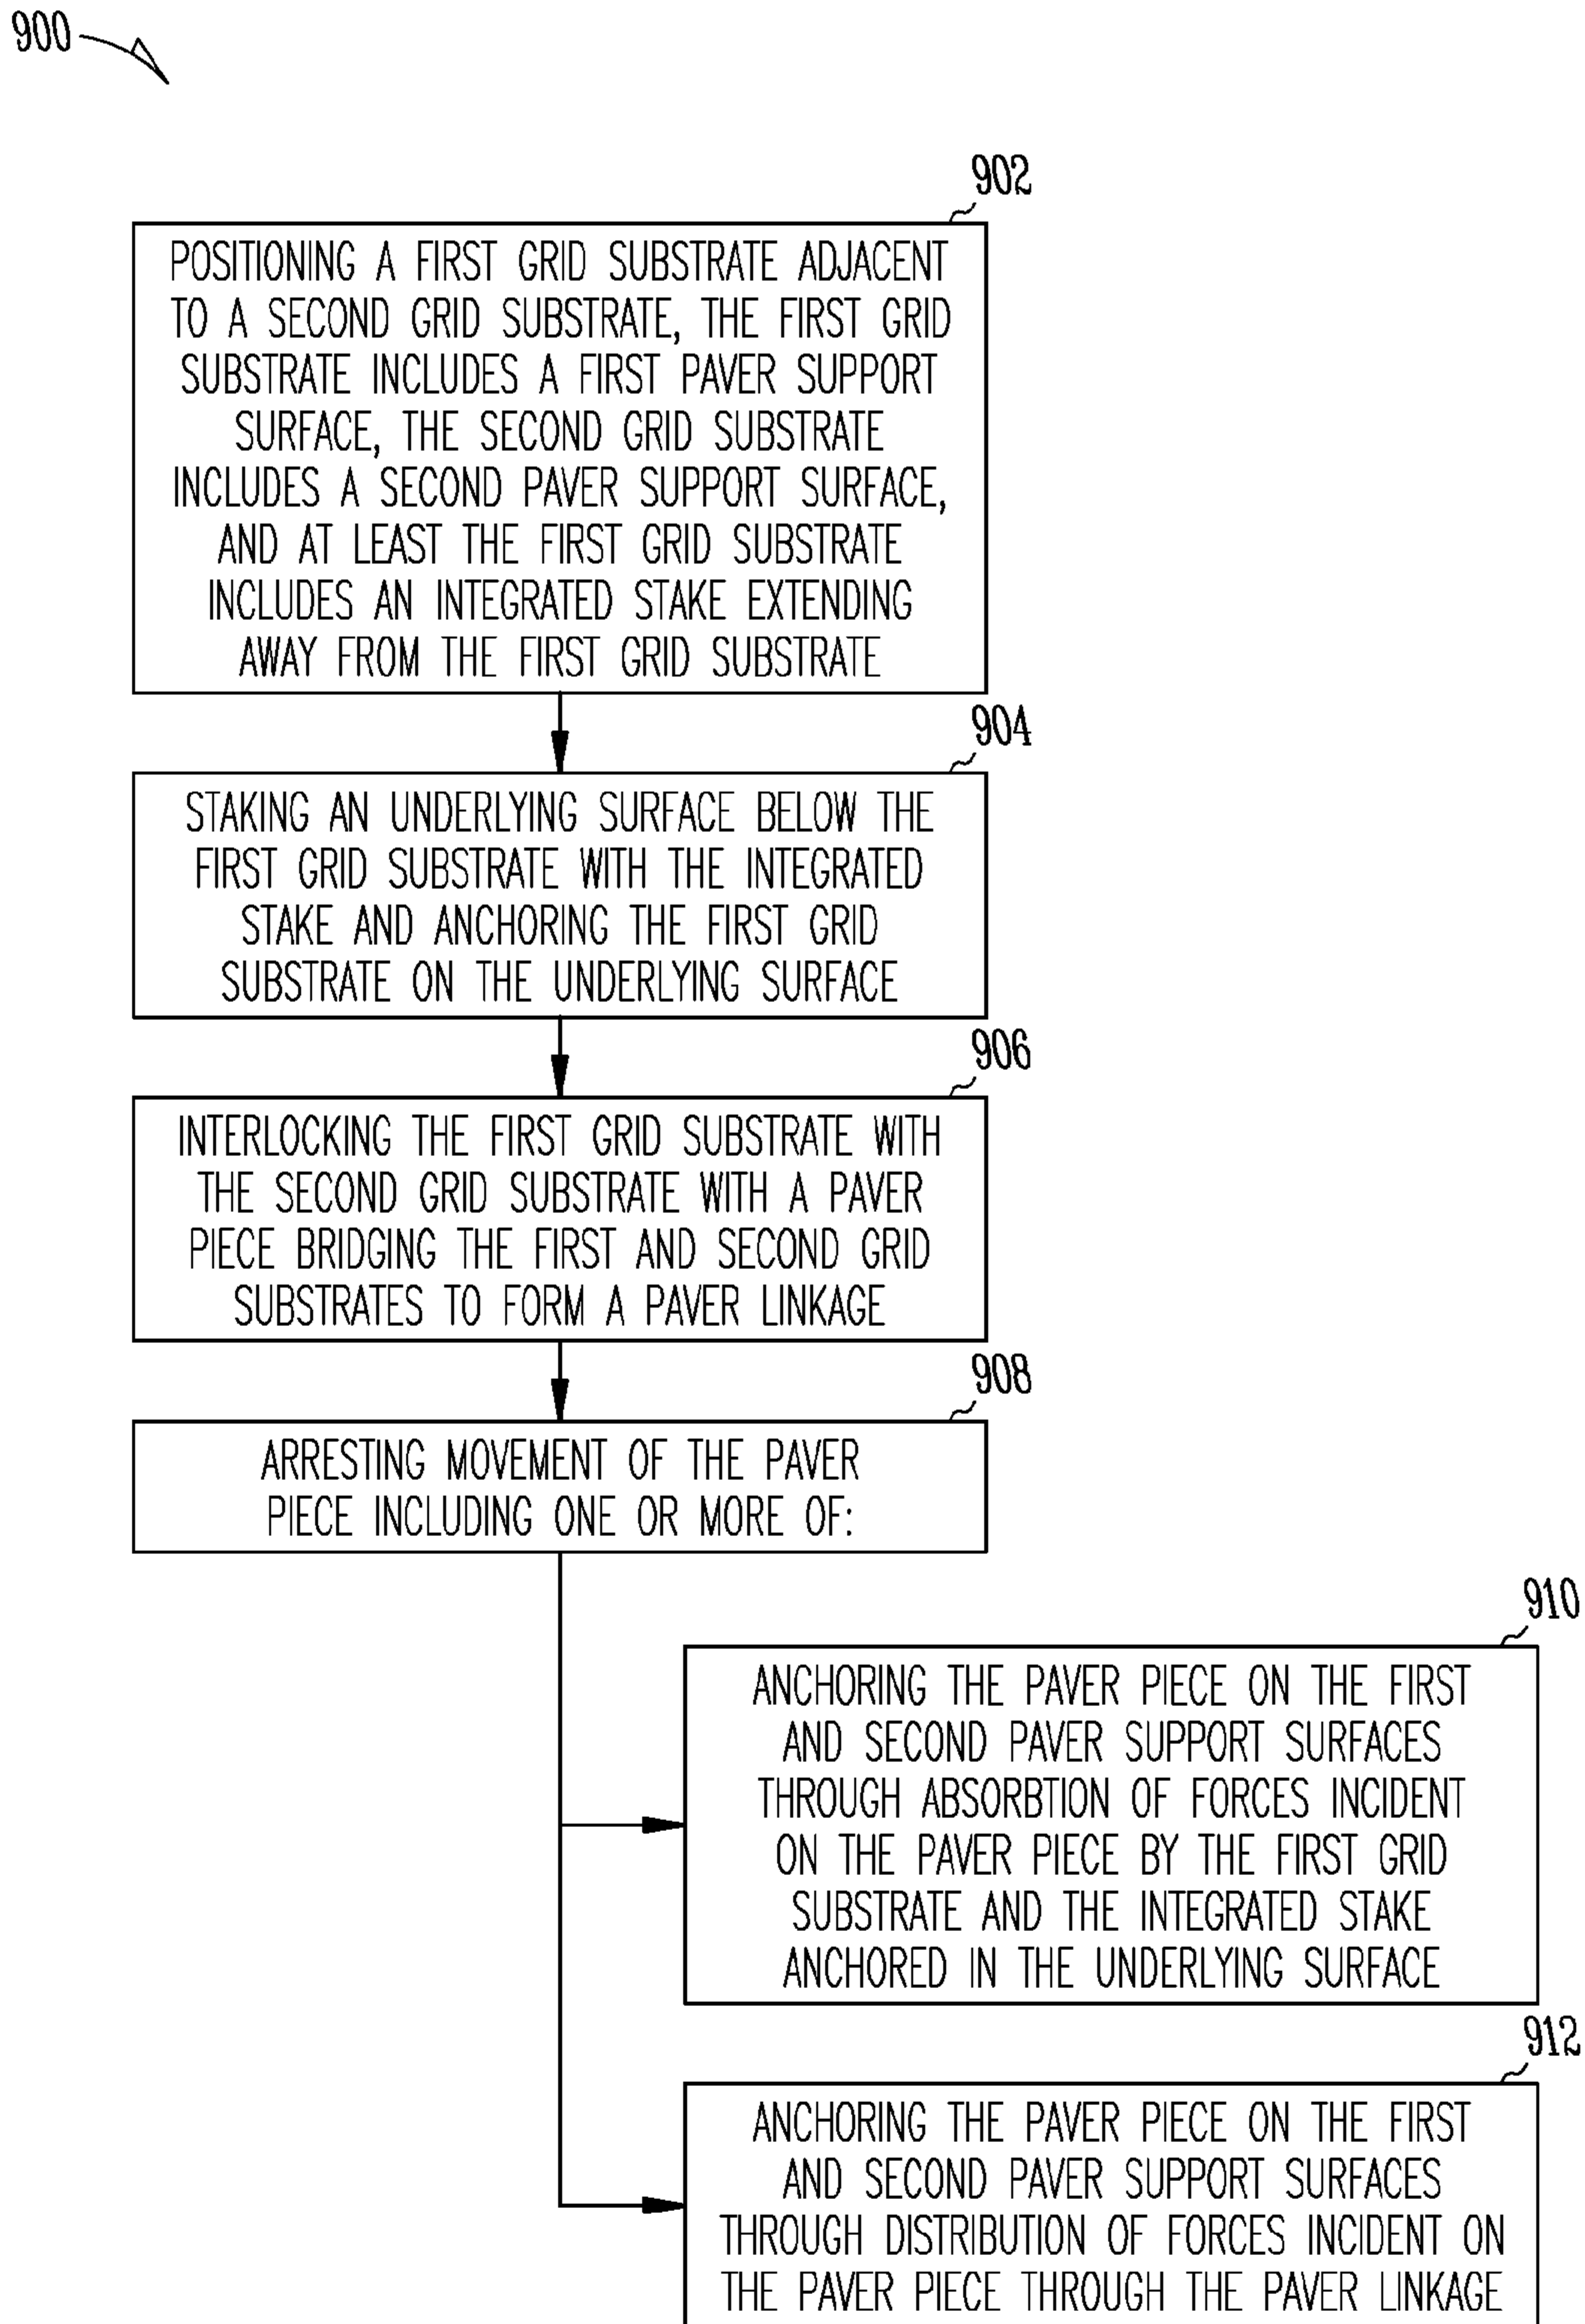 900
902
POSITIONING A FIRST GRID SUBSTRATE ADJACENT
TO A SECOND GRID SUBSTRATE, THE FIRST GRID
SUBSTRATE INCLUDES A FIRST PAVER SUPPORT
SURFACE, THE SECOND GRID SUBSTRATE
INCLUDES A SECOND PAVER SUPPORT SURFACE,
AND AT LEAST THE FIRST GRID SUBSTRATE
INCLUDES AN INTEGRATED STAKE EXTENDING
AWAY FROM THE FIRST GRID SUBSTRATE
904
STAKING AN UNDERLYING SURFACE BELOW THE
FIRST GRID SUBSTRATE WITH THE INTEGRATED
STAKE AND ANCHORING THE FIRST GRID
SUBSTRATE ON THE UNDERLYING SURFACE
906
INTERLOCKING THE FIRST GRID SUBSTRATE WITH
THE SECOND GRID SUBSTRATE WITH A PAVER
PIECE BRIDGING THE FIRST AND SECOND GRID
SUBSTRATES TO FORM A PAVER LINKAGE
908
ARRESTING MOVEMENT OF THE PAVER
PIECE INCLUDING ONE OR MORE OF:
910
ANCHORING THE PAVER PIECE ON THE FIRST
AND SECOND PAVER SUPPORT SURFACES
THROUGH ABSORBTION OF FORCES INCIDENT
ON THE PAVER PIECE BY THE FIRST GRID
SUBSTRATE AND THE INTEGRATED STAKE
ANCHORED IN THE UNDERLYING SURFACE
912
ANCHORING THE PAVER PIECE ON THE FIRST
AND SECOND PAVER SUPPORT SURFACES
THROUGH DISTRIBUTION OF FORCES INCIDENT ON
THE PAVER PIECE THROUGH THE PAVER LINKAGE